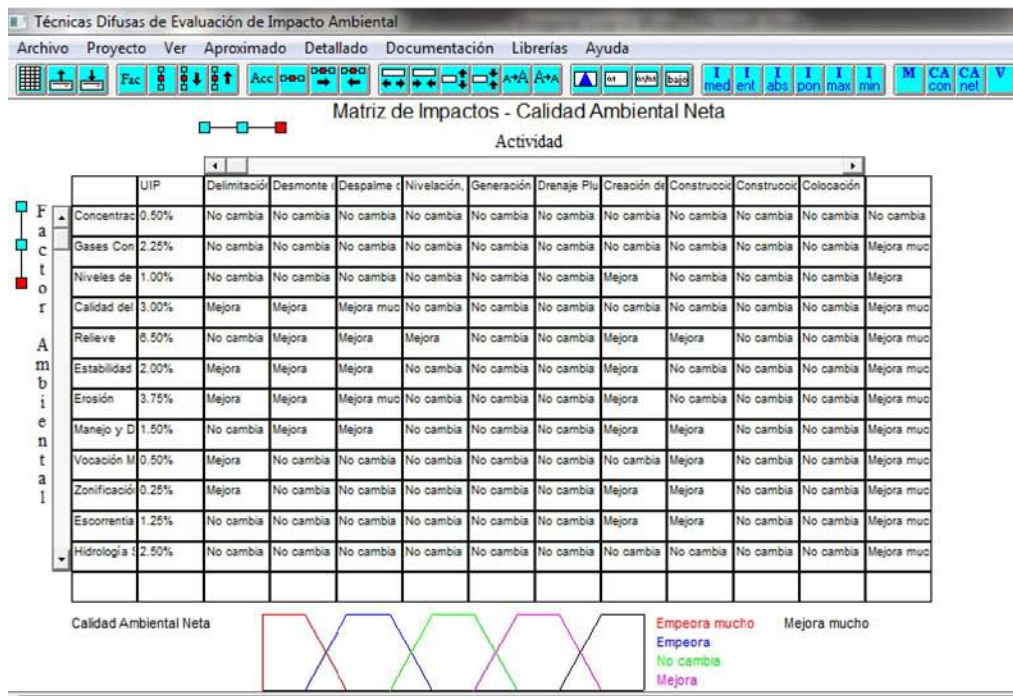 Técnicas Difusas de Evaluación de Impacto Ambiental
Archivo Proyecto Ver Aproximado Detallado Documentación Librerías Ayuda
Fac Acc A→A A→A 0.1 bajo I med I ent I abs I pon I max I min M CA con CA net V
Matriz de Impactos - Calidad Ambiental Neta
Actividad
Factor Ambiental
UIP Delimitación Desmonte Despalme Nivelación, Generación Drenaje Plu Creación de Construcció Construcció Colocación
Concentrac 0.50% No cambia No cambia No cambia No cambia No cambia No cambia No cambia No cambia No cambia No cambia No cambia
Gases Con 2.25% No cambia No cambia No cambia No cambia No cambia No cambia No cambia No cambia No cambia No cambia Mejora muc
Niveles de 1.00% No cambia No cambia No cambia No cambia No cambia No cambia Mejora No cambia No cambia No cambia Mejora
Calidad del 3.00% Mejora Mejora Mejora muc No cambia No cambia No cambia No cambia No cambia No cambia No cambia Mejora muc
Relieve 6.50% No cambia Mejora Mejora Mejora No cambia No cambia Mejora Mejora No cambia No cambia Mejora muc
Estabilidad 2.00% Mejora Mejora Mejora No cambia No cambia No cambia Mejora No cambia No cambia No cambia Mejora muc
Erosión 3.75% Mejora Mejora Mejora muc No cambia No cambia No cambia Mejora No cambia No cambia No cambia Mejora muc
Manejo y D 1.50% No cambia Mejora Mejora No cambia No cambia No cambia Mejora Mejora No cambia No cambia Mejora muc
Vocación M 0.50% Mejora No cambia No cambia No cambia No cambia No cambia No cambia Mejora No cambia No cambia Mejora muc
Zonificació 0.25% Mejora No cambia No cambia No cambia No cambia No cambia Mejora Mejora No cambia No cambia Mejora muc
Escorrentia 1.25% No cambia No cambia No cambia No cambia No cambia No cambia Mejora Mejora No cambia No cambia Mejora muc
Hidrología 2.50% No cambia No cambia No cambia No cambia No cambia No cambia No cambia No cambia No cambia No cambia Mejora muc
Calidad Ambiental Neta
Empeora mucho Mejora mucho
Empeora
No cambia
Mejora